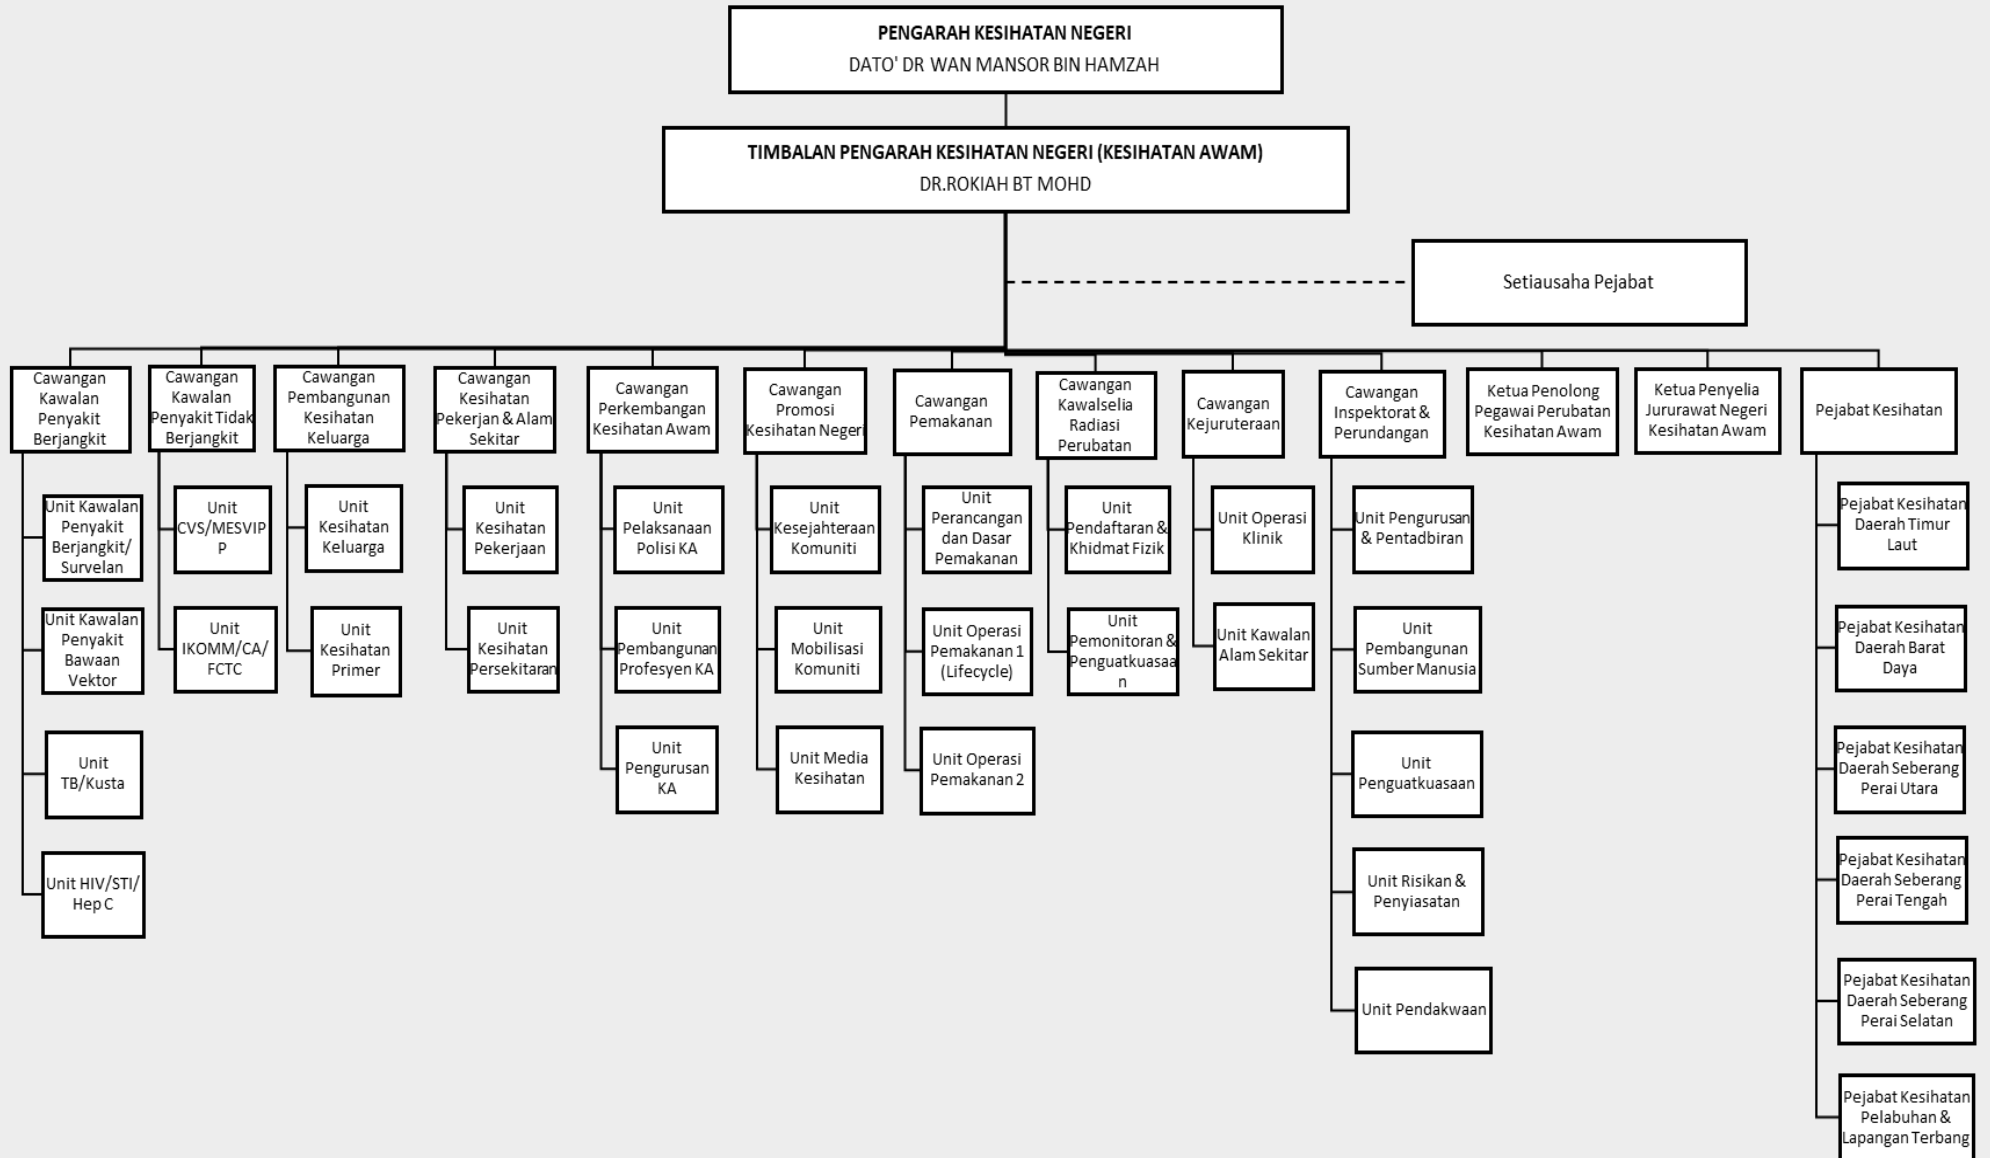 PENGARAH KESIHATAN NEGERI
DATO' DR WAN MANSOR BIN HAMZAH
TIMBALAN PENGARAH KESIHATAN NEGERI (KESIHATAN AWAM)
DR.ROKIAH BT MOHD
Setiausaha Pejabat
Cawangan
Kawalan
Penyakit
Berjangkit
Cawangan
Kawalan
Penyakit Tidak
Berjangkit
Cawangan
Pembangunan
Kesihatan
Keluarga
Cawangan
Kesihatan
Pekerjan & Alam
Sekitar
Cawangan
Perkembangan
Kesihatan Awam
Cawangan
Promosi
Kesihatan Negeri
Cawangan
Pemakanan
Cawangan
Kawalselia
Radiasi
Perubatan
Cawangan
Kejuruteraan
Cawangan
Inspektorat &
Perundangan
Ketua Penolong
Pegawai Perubatan
Kesihatan Awam
Ketua Penyelia
Jururawat Negeri
Kesihatan Awam
Pejabat Kesihatan
Unit Kawalan
Penyakit
Berjangkit/
Survelan
Unit Kawalan
Penyakit
Bawaan
Vektor
Unit
TB/Kusta
Unit HIV/STI/
Hep C
Unit
CVS/MESVIP
P
Unit
IKOMM/CA/
FCTC
Unit
Kesihatan
Keluarga
Unit
Kesihatan
Primer
Unit
Kesihatan
Pekerjaan
Unit
Kesihatan
Persekitaran
Unit
Pelaksanaan
Polisi KA
Unit
Pembangunan
Profesyen KA
Unit
Pengurusan
KA
Unit
Kesejahteraan
Komuniti
Unit
Mobilisasi
Komuniti
Unit Media
Kesihatan
Unit
Perancangan
dan Dasar
Pemakanan
Unit Operasi
Pemakanan 1
(Lifecycle)
Unit Operasi
Pemakanan 2
Unit
Pendaftaran &
Khidmat Fizik
Unit
Pemonitoran &
Penguatkuasaa
n
Unit Operasi
Klinik
Unit Kawalan
Alam Sekitar
Unit Pengurusan
& Pentadbiran
Unit
Pembangunan
Sumber Manusia
Unit
Penguatkuasaan
Unit Risikan &
Penyiasatan
Unit Pendakwaan
Pejabat Kesihatan
Daerah Timur
Laut
Pejabat Kesihatan
Daerah Barat
Daya
Pejabat Kesihatan
Daerah Seberang
Perai Utara
Pejabat Kesihatan
Daerah Seberang
Perai Tengah
Pejabat Kesihatan
Daerah Seberang
Perai Selatan
Pejabat Kesihatan
Pelabuhan &
Lapangan Terbang